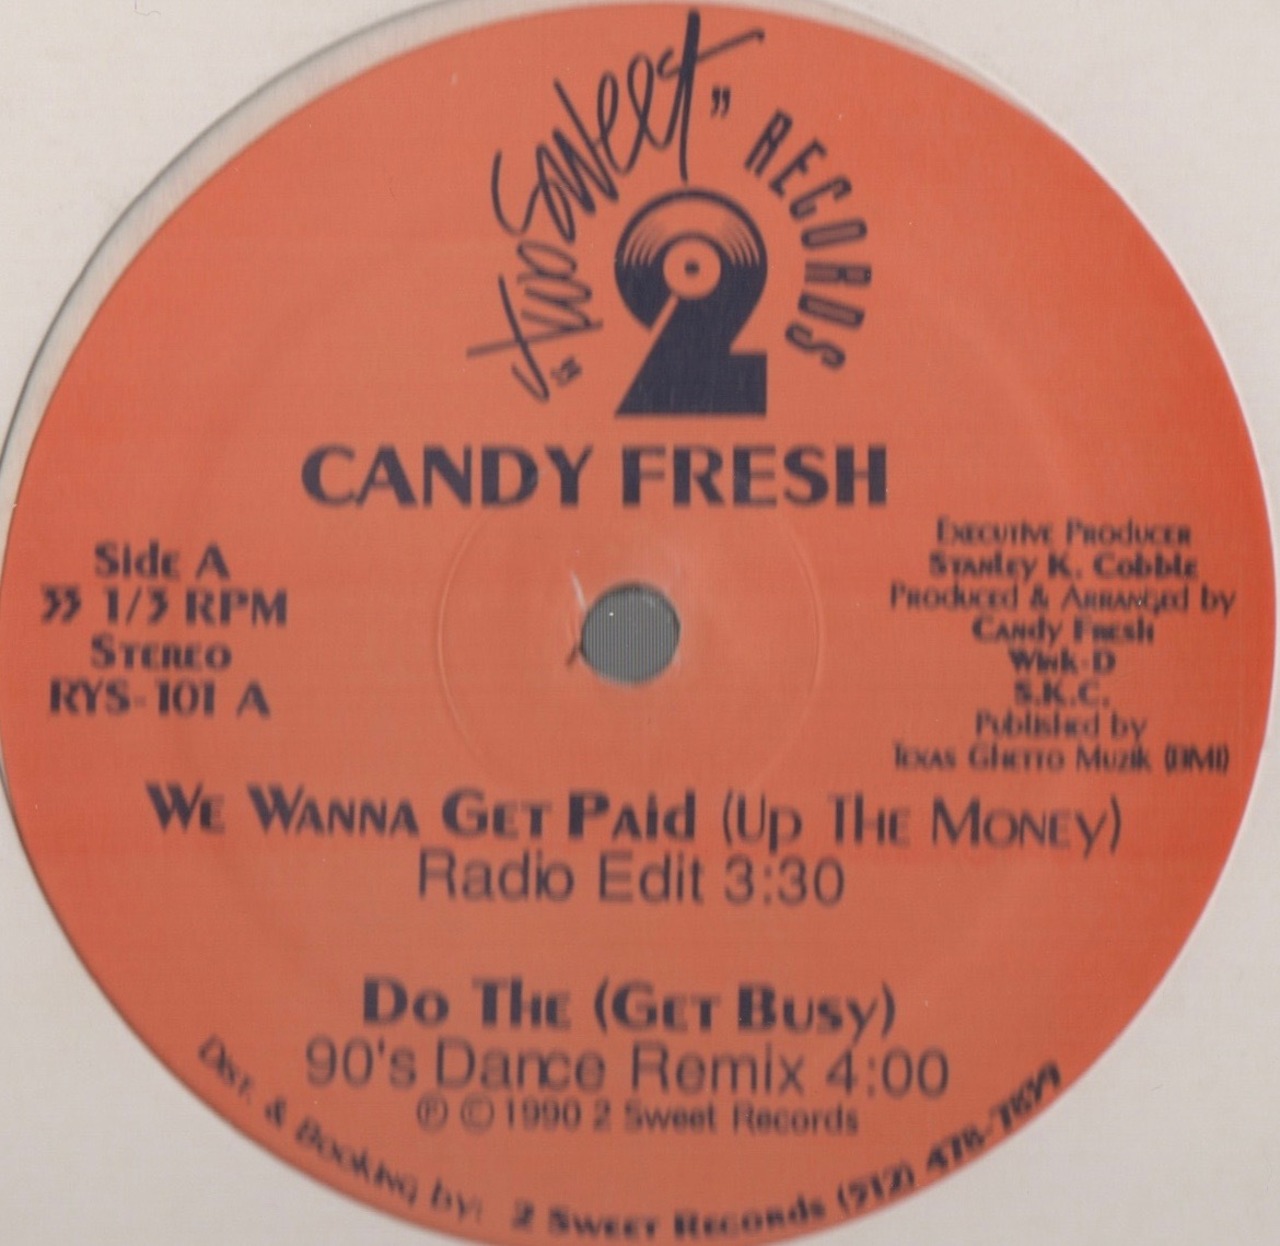 "Too Sweet" RECORDS
2
CANDY FRESH
Side A
33 1/3 RPM
Stereo
RYS-101 A
Executive Producer
Stanley K. Cobble
Produced & Arranged by
Candy Fresh
Wink-D
S.K.C.
Published by
Texas Ghetto Muzik (BMI)
We Wanna Get Paid (Up The Money)
Radio Edit 3:30
Do The (Get Busy)
90's Dance Remix 4:00
Ⓟ © 1990 2 Sweet Records
Dist. & Booking by: 2 Sweet Records (512)